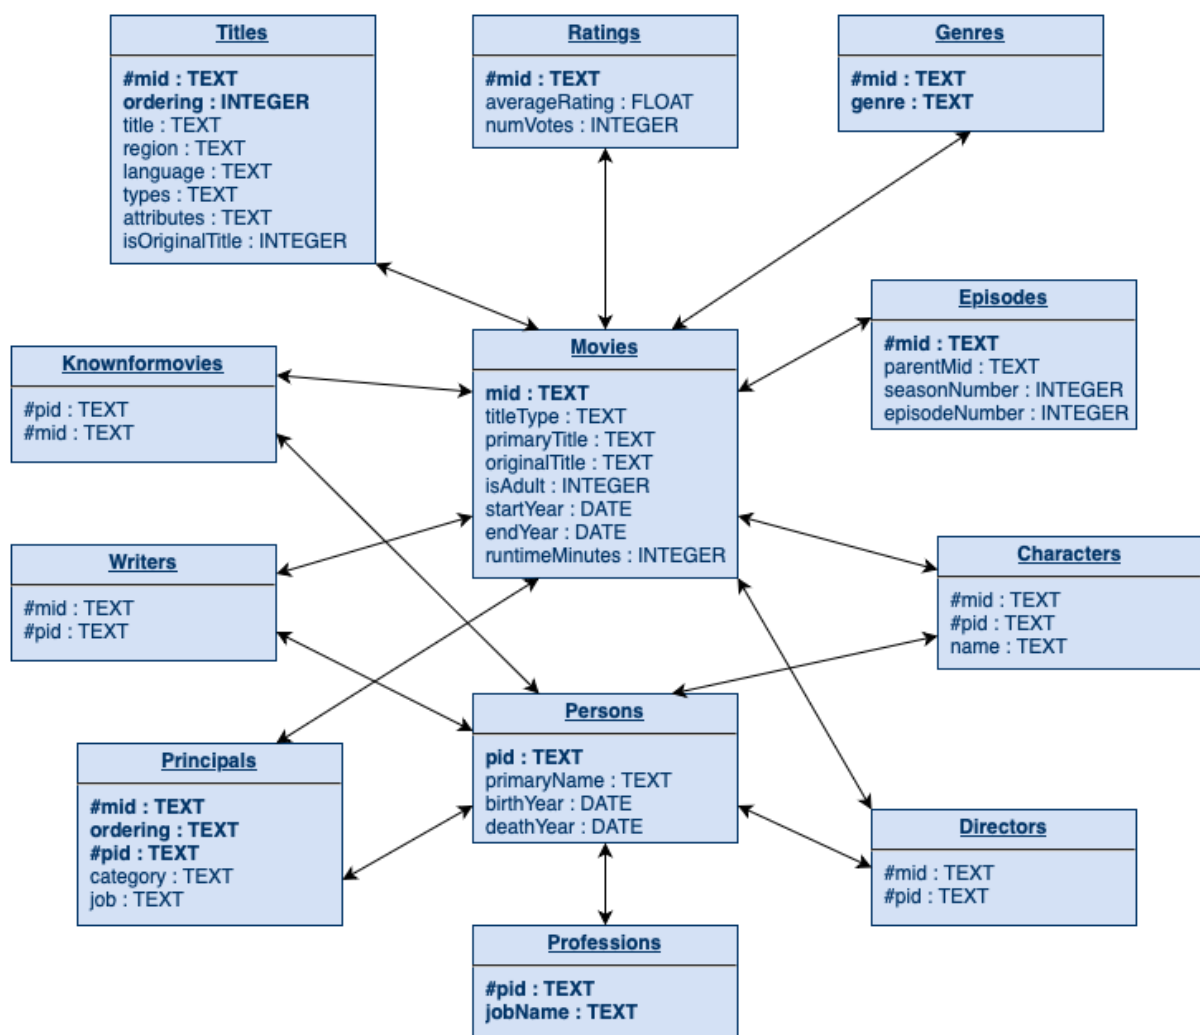 Titles
#mid : TEXT
ordering : INTEGER
title : TEXT
region : TEXT
language : TEXT
types : TEXT
attributes : TEXT
isOriginalTitle : INTEGER
Ratings
#mid : TEXT
averageRating : FLOAT
numVotes : INTEGER
Genres
#mid : TEXT
genre : TEXT
Episodes
#mid : TEXT
parentMid : TEXT
seasonNumber : INTEGER
episodeNumber : INTEGER
Knownformovies
#pid : TEXT
#mid : TEXT
Movies
mid : TEXT
titleType : TEXT
primaryTitle : TEXT
originalTitle : TEXT
isAdult : INTEGER
startYear : DATE
endYear : DATE
runtimeMinutes : INTEGER
Writers
#mid : TEXT
#pid : TEXT
Characters
#mid : TEXT
#pid : TEXT
name : TEXT
Principals
#mid : TEXT
ordering : TEXT
#pid : TEXT
category : TEXT
job : TEXT
Persons
pid : TEXT
primaryName : TEXT
birthYear : DATE
deathYear : DATE
Directors
#mid : TEXT
#pid : TEXT
Professions
#pid : TEXT
jobName : TEXT